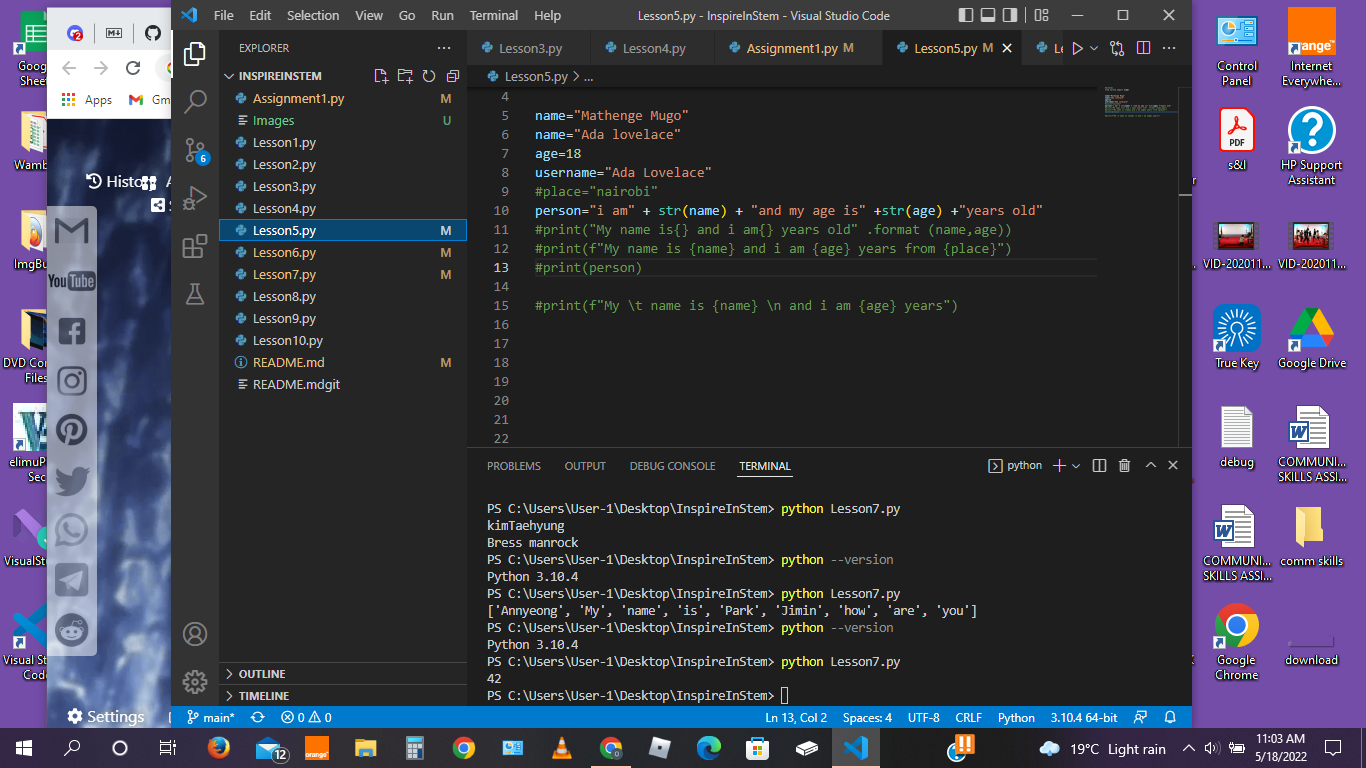 File Edit Selection View Go Run Terminal Help
Lesson5.py - InspireInStem - Visual Studio Code
EXPLORER
INSPIREINSTEM
Assignment1.py M
Images U
Lesson1.py
Lesson2.py
Lesson3.py
Lesson4.py
Lesson5.py M
Lesson6.py M
Lesson7.py M
Lesson8.py
Lesson9.py
Lesson10.py
README.md M
README.mdgit
OUTLINE
TIMELINE
Lesson3.py Lesson4.py Assignment1.py M Lesson5.py M
Lesson5.py > ...
4
5 name="Mathenge Mugo"
6 name="Ada lovelace"
7 age=18
8 username="Ada Lovelace"
9 #place="nairobi"
10 person="i am" + str(name) + "and my age is" +str(age) +"years old"
11 #print("My name is{} and i am{} years old" .format (name,age))
12 #print(f"My name is {name} and i am {age} years from {place}")
13 #print(person)
14
15 #print(f"My \t name is {name} \n and i am {age} years")
16
17
18
19
20
21
22
PROBLEMS OUTPUT DEBUG CONSOLE TERMINAL
python
PS C:\Users\User-1\Desktop\InspireInStem> python Lesson7.py
kimTaehyung
Bress manrock
PS C:\Users\User-1\Desktop\InspireInStem> python --version
Python 3.10.4
PS C:\Users\User-1\Desktop\InspireInStem> python Lesson7.py
['Annyeong', 'My', 'name', 'is', 'Park', 'Jimin', 'how', 'are', 'you']
PS C:\Users\User-1\Desktop\InspireInStem> python --version
Python 3.10.4
PS C:\Users\User-1\Desktop\InspireInStem> python Lesson7.py
42
PS C:\Users\User-1\Desktop\InspireInStem>
6
main* 0 0
Ln 13, Col 2 Spaces: 4 UTF-8 CRLF Python 3.10.4 64-bit
2
Apps
You Tube
Settings
DVD
Files
Control
Panel
Internet
Everywhe...
PDF
s&l
HP Support
Assistant
VID-202011...
VID-202011...
True Key
Google Drive
debug
COMMUNI...
SKILLS ASSI...
COMMUNI...
SKILLS ASSI...
comm skills
Google
Chrome
download
orange
12
orange
19°C Light rain
11:03 AM
5/18/2022